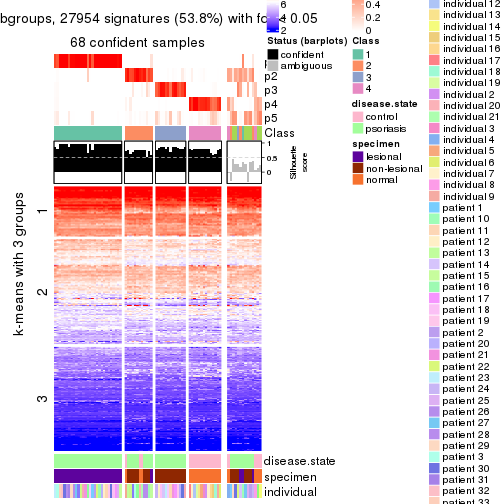 bgroups, 27954 signatures (53.8%) with
< 0.05
68 confident samples
p2
p3
p4
p5
Class
1
0.5
0
Silhouette
score
k-means with 3 groups
1
2
3
disease.state
specimen
individual
6
4
2
Status (barplots)
confident
ambiguous
0.4
0.2
0
Class
1
2
3
4
disease.state
control
psoriasis
specimen
lesional
non-lesional
normal
individual 12
individual 13
individual 14
individual 15
individual 16
individual 17
individual 18
individual 19
individual 2
individual 20
individual 21
individual 3
individual 4
individual 5
individual 6
individual 7
individual 8
individual 9
patient 1
patient 10
patient 11
patient 12
patient 13
patient 14
patient 15
patient 16
patient 17
patient 18
patient 19
patient 2
patient 20
patient 21
patient 22
patient 23
patient 24
patient 25
patient 26
patient 27
patient 28
patient 29
patient 3
patient 30
patient 31
patient 32
patient 33